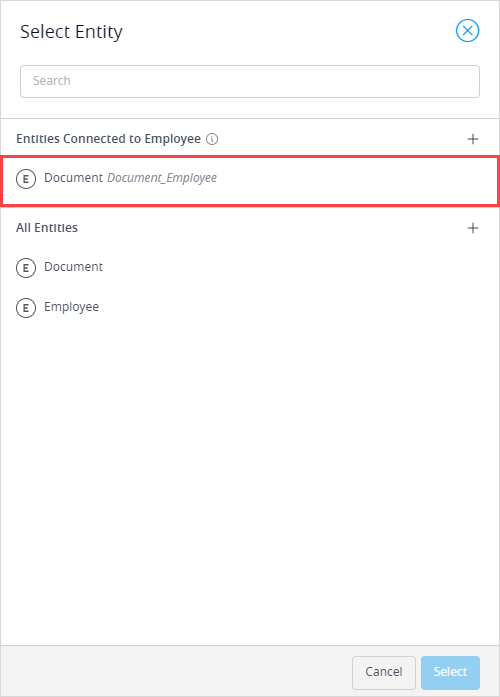 Select Entity
Search
Entities Connected to Employee
E Document Document_Employee
All Entities
E Document
E Employee
Cancel Select